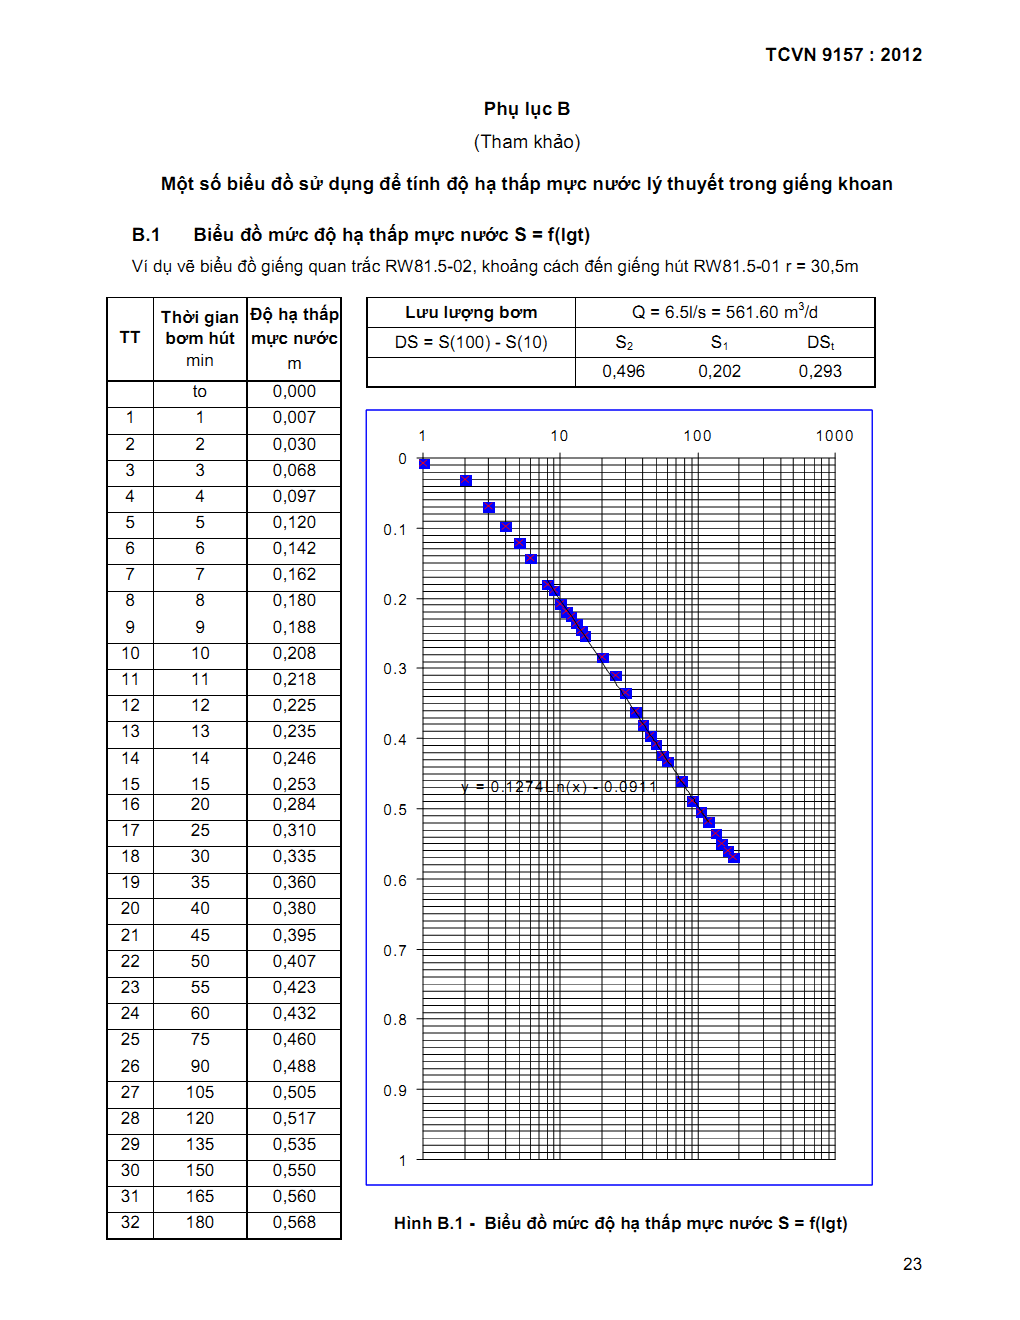 TCVN 9157 : 2012
Phụ lục B
(Tham khảo)
Một số biểu đồ sử dụng để tính độ hạ thấp mực nước lý thuyết trong giếng khoan
B.1 Biểu đồ mức độ hạ thấp mực nước S = f(lgt)
Ví dụ vẽ biểu đồ giếng quan trắc RW81.5-02, khoảng cách đến giếng hút RW81.5-01 r = 30,5m
TT Thời gian bơm hút min Độ hạ thấp mực nước m
to 0,000
1 1 0,007
2 2 0,030
3 3 0,068
4 4 0,097
5 5 0,120
6 6 0,142
7 7 0,162
8 8 0,180
9 9 0,188
10 10 0,208
11 11 0,218
12 12 0,225
13 13 0,235
14 14 0,246
15 15 0,253
16 20 0,284
17 25 0,310
18 30 0,335
19 35 0,360
20 40 0,380
21 45 0,395
22 50 0,407
23 55 0,423
24 60 0,432
25 75 0,460
26 90 0,488
27 105 0,505
28 120 0,517
29 135 0,535
30 150 0,550
31 165 0,560
32 180 0,568
Lưu lượng bơm Q = 6.5l/s = 561.60 m³/d
DS = S(100) - S(10) S₂ S₁ DSₜ
0,496 0,202 0,293
1 10 100 1000
0
0.1
0.2
0.3
0.4
y = 0.1274Ln(x) - 0.0911
0.5
0.6
0.7
0.8
0.9
1
Hình B.1 - Biểu đồ mức độ hạ thấp mực nước S = f(lgt)
23